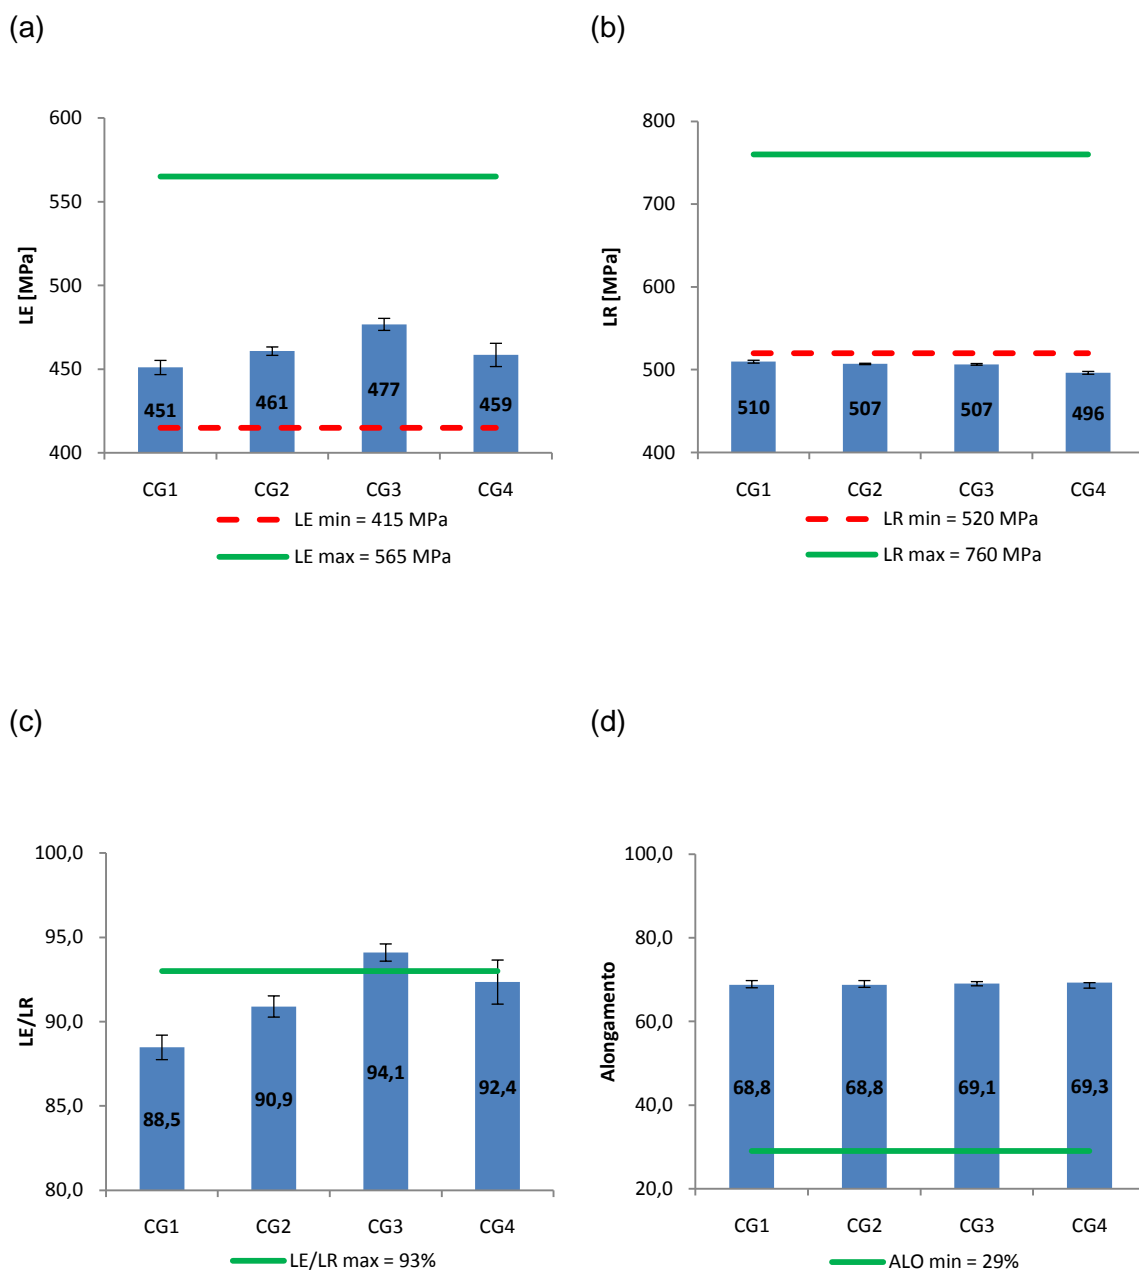 (a)
600
550
500
450
400
LE [MPa]
451
461
477
459
CG1 CG2 CG3 CG4
LE min = 415 MPa
LE max = 565 MPa
(b)
800
700
600
500
400
LR [MPa]
510
507
507
496
CG1 CG2 CG3 CG4
LR min = 520 MPa
LR max = 760 MPa
(c)
100,0
95,0
90,0
85,0
80,0
LE/LR
88,5
90,9
94,1
92,4
CG1 CG2 CG3 CG4
LE/LR max = 93%
(d)
100,0
80,0
60,0
40,0
20,0
Alongamento
68,8
68,8
69,1
69,3
CG1 CG2 CG3 CG4
ALO min = 29%